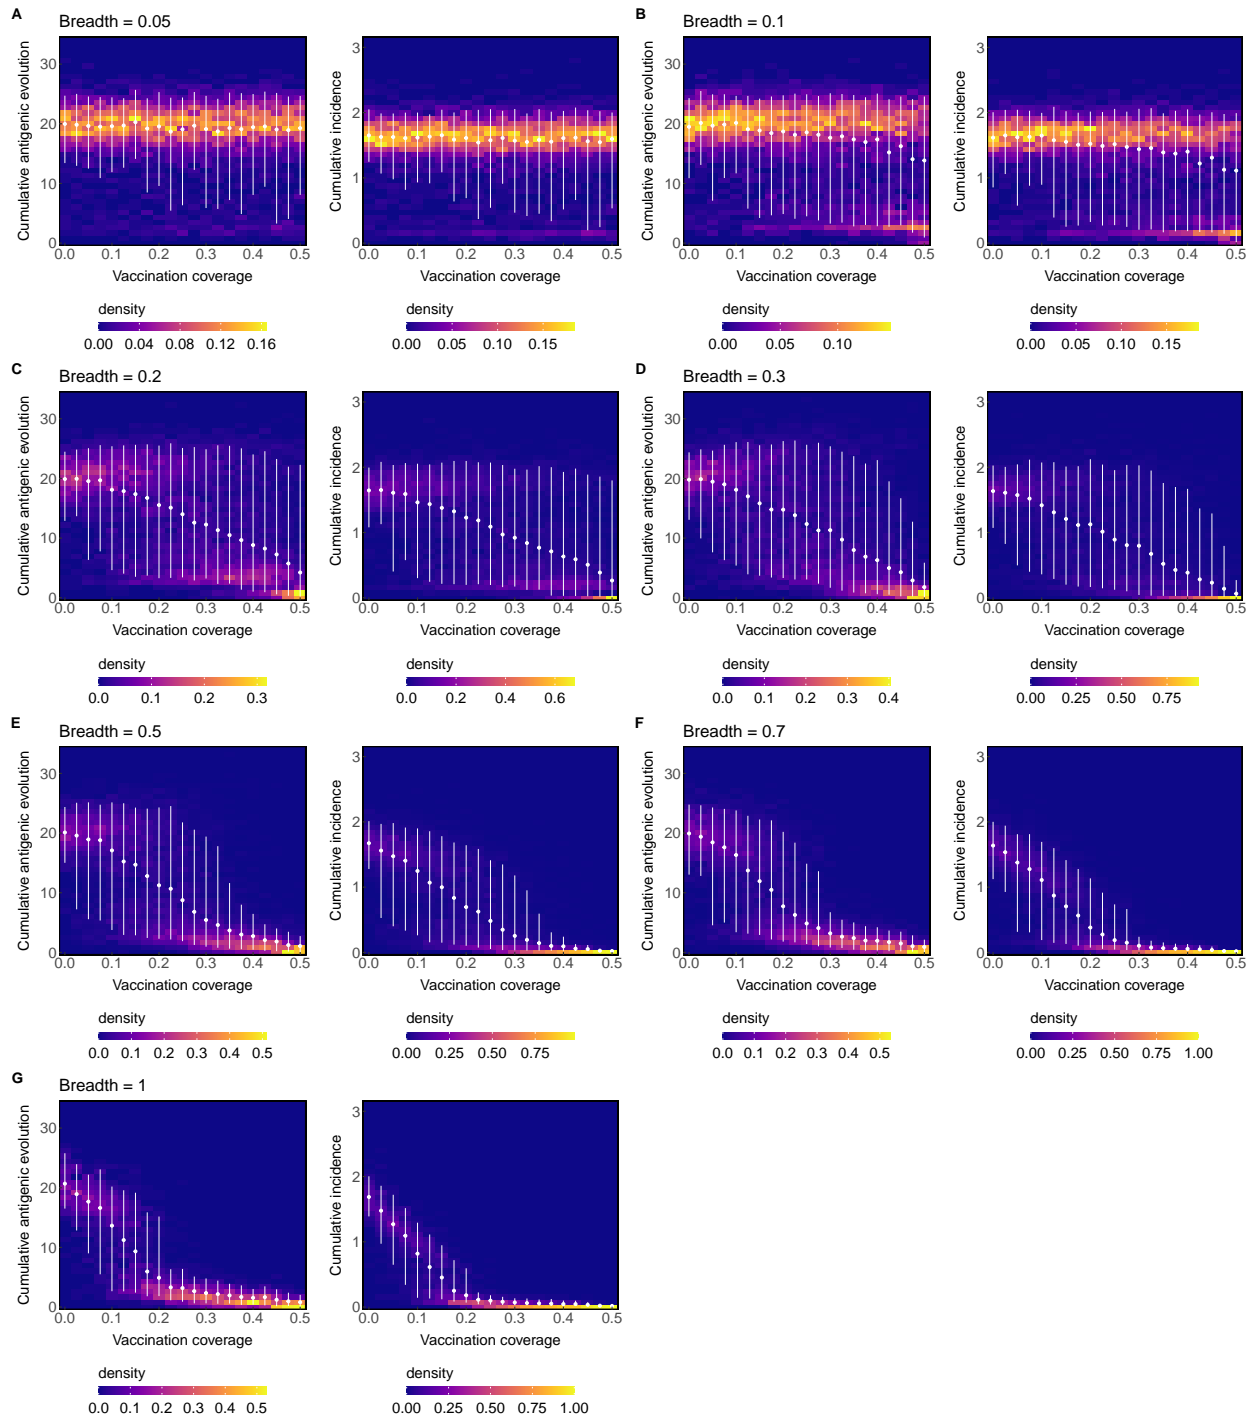 A
Breadth = 0.05
Cumulative antigenic evolution
30
20
10
0
0.0 0.1 0.2 0.3 0.4 0.5
Vaccination coverage
density
0.00 0.04 0.08 0.12 0.16
Cumulative incidence
3
2
1
0
0.0 0.1 0.2 0.3 0.4 0.5
Vaccination coverage
density
0.00 0.05 0.10 0.15
B
Breadth = 0.1
Cumulative antigenic evolution
30
20
10
0
0.0 0.1 0.2 0.3 0.4 0.5
Vaccination coverage
density
0.00 0.05 0.10
Cumulative incidence
3
2
1
0
0.0 0.1 0.2 0.3 0.4 0.5
Vaccination coverage
density
0.00 0.05 0.10 0.15
C
Breadth = 0.2
Cumulative antigenic evolution
30
20
10
0
0.0 0.1 0.2 0.3 0.4 0.5
Vaccination coverage
density
0.0 0.1 0.2 0.3
Cumulative incidence
3
2
1
0
0.0 0.1 0.2 0.3 0.4 0.5
Vaccination coverage
density
0.0 0.2 0.4 0.6
D
Breadth = 0.3
Cumulative antigenic evolution
30
20
10
0
0.0 0.1 0.2 0.3 0.4 0.5
Vaccination coverage
density
0.0 0.1 0.2 0.3 0.4
Cumulative incidence
3
2
1
0
0.0 0.1 0.2 0.3 0.4 0.5
Vaccination coverage
density
0.00 0.25 0.50 0.75
E
Breadth = 0.5
Cumulative antigenic evolution
30
20
10
0
0.0 0.1 0.2 0.3 0.4 0.5
Vaccination coverage
density
0.0 0.1 0.2 0.3 0.4 0.5
Cumulative incidence
3
2
1
0
0.0 0.1 0.2 0.3 0.4 0.5
Vaccination coverage
density
0.00 0.25 0.50 0.75
F
Breadth = 0.7
Cumulative antigenic evolution
30
20
10
0
0.0 0.1 0.2 0.3 0.4 0.5
Vaccination coverage
density
0.0 0.1 0.2 0.3 0.4 0.5
Cumulative incidence
3
2
1
0
0.0 0.1 0.2 0.3 0.4 0.5
Vaccination coverage
density
0.00 0.25 0.50 0.75 1.00
G
Breadth = 1
Cumulative antigenic evolution
30
20
10
0
0.0 0.1 0.2 0.3 0.4 0.5
Vaccination coverage
density
0.0 0.1 0.2 0.3 0.4 0.5
Cumulative incidence
3
2
1
0
0.0 0.1 0.2 0.3 0.4 0.5
Vaccination coverage
density
0.00 0.25 0.50 0.75 1.00